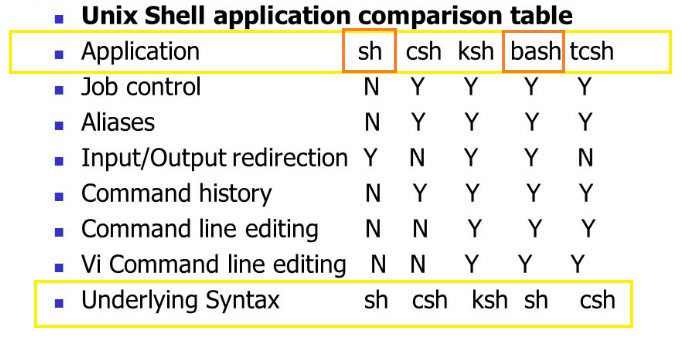 Unix Shell application comparison table
Application sh csh ksh bash tcsh
Job control N Y Y Y Y
Aliases N Y Y Y Y
Input/Output redirection Y N Y Y N
Command history N Y Y Y Y
Command line editing N N Y Y Y
Vi Command line editing N N Y Y Y
Underlying Syntax sh csh ksh sh csh